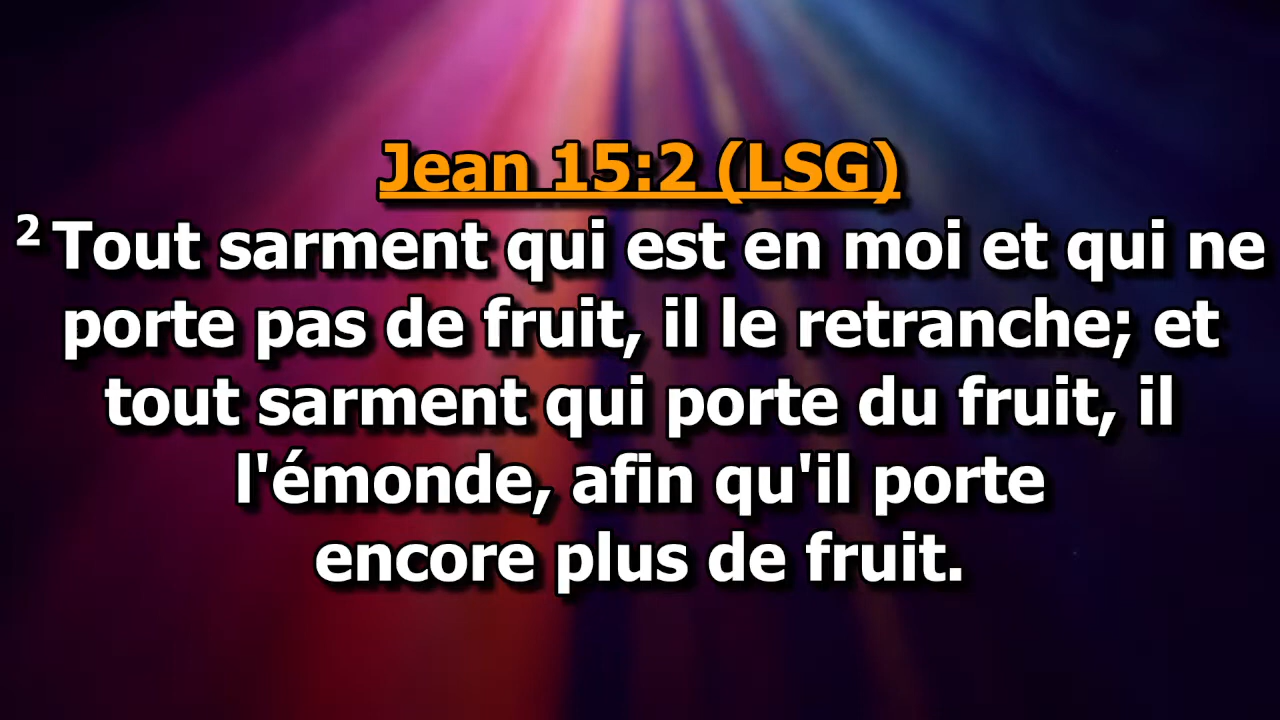 Jean 15:2 (LSG)
2 Tout sarment qui est en moi et qui ne
porte pas de fruit, il le retranche; et
tout sarment qui porte du fruit, il
l'émonde, afin qu'il porte
encore plus de fruit.